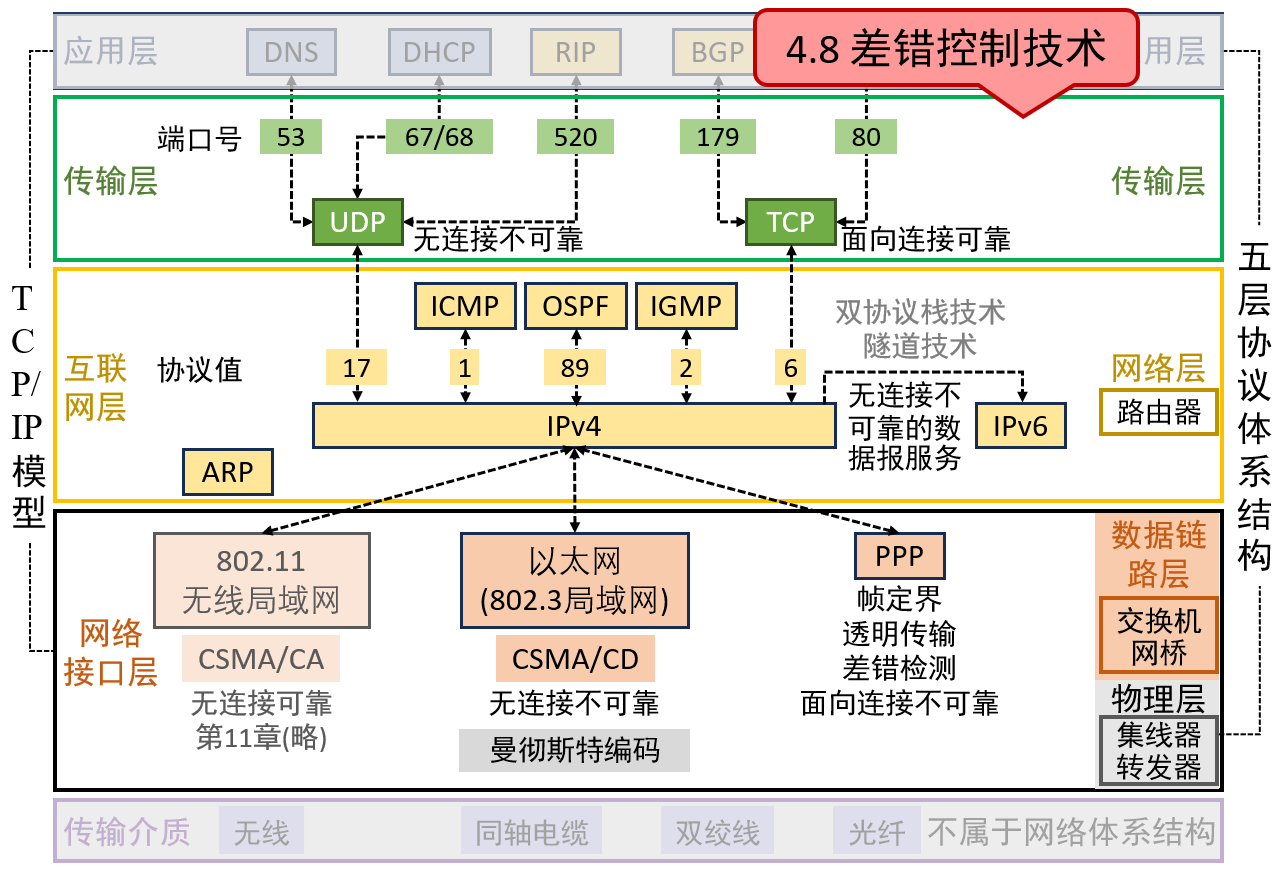 应用层
DNS
DHCP
RIP
BGP
4.8 差错控制技术
用层
端口号
53
67/68
520
179
80
传输层
传输层
UDP
无连接不可靠
TCP
面向连接可靠
T
C
P/
IP
模
型
五
层
协
议
体
系
结
构
ICMP
OSPF
IGMP
双协议栈技术
隧道技术
互联
网层
协议值
17
1
89
2
6
网络层
路由器
IPv4
无连接不
可靠的数
据报服务
IPv6
ARP
802.11
无线局域网
以太网
(802.3局域网)
PPP
数据链
路层
帧定界
透明传输
差错检测
面向连接不可靠
交换机
网桥
网络
接口层
CSMA/CA
无连接可靠
第11章(略)
CSMA/CD
无连接不可靠
曼彻斯特编码
物理层
集线器
转发器
传输介质
无线
同轴电缆
双绞线
光纤
不属于网络体系结构